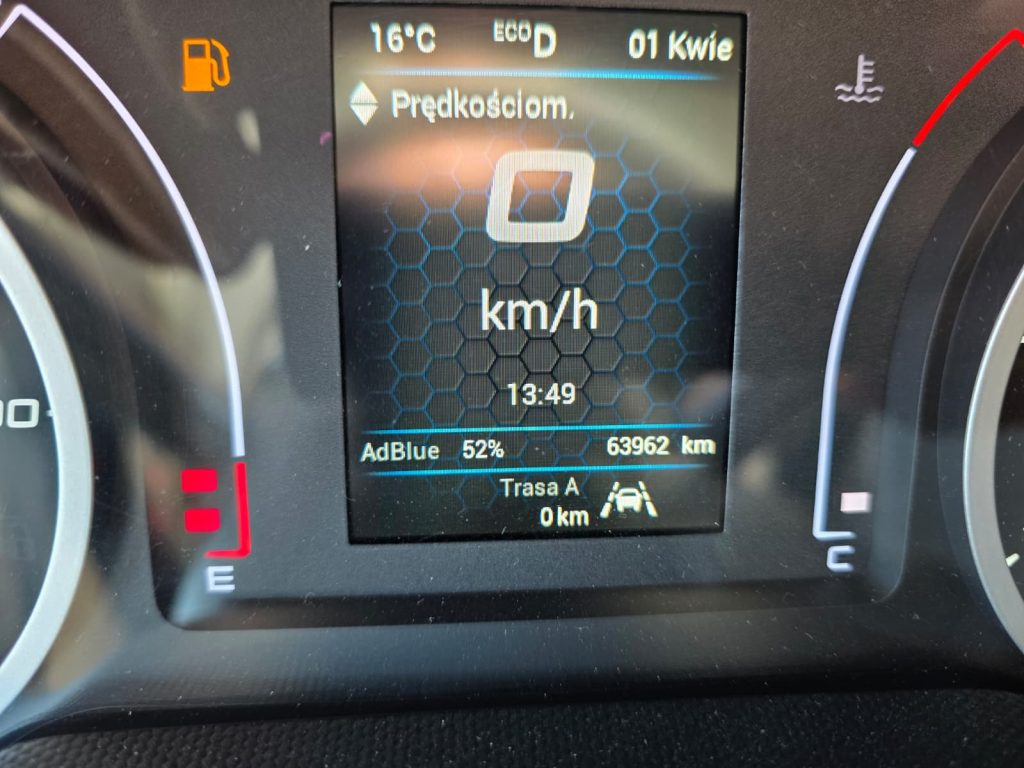 16°C ECO D 01 Kwie
Prędkościom.
0
km/h
13:49
AdBlue 52% 63962 km
Trasa A
0 km
E
C